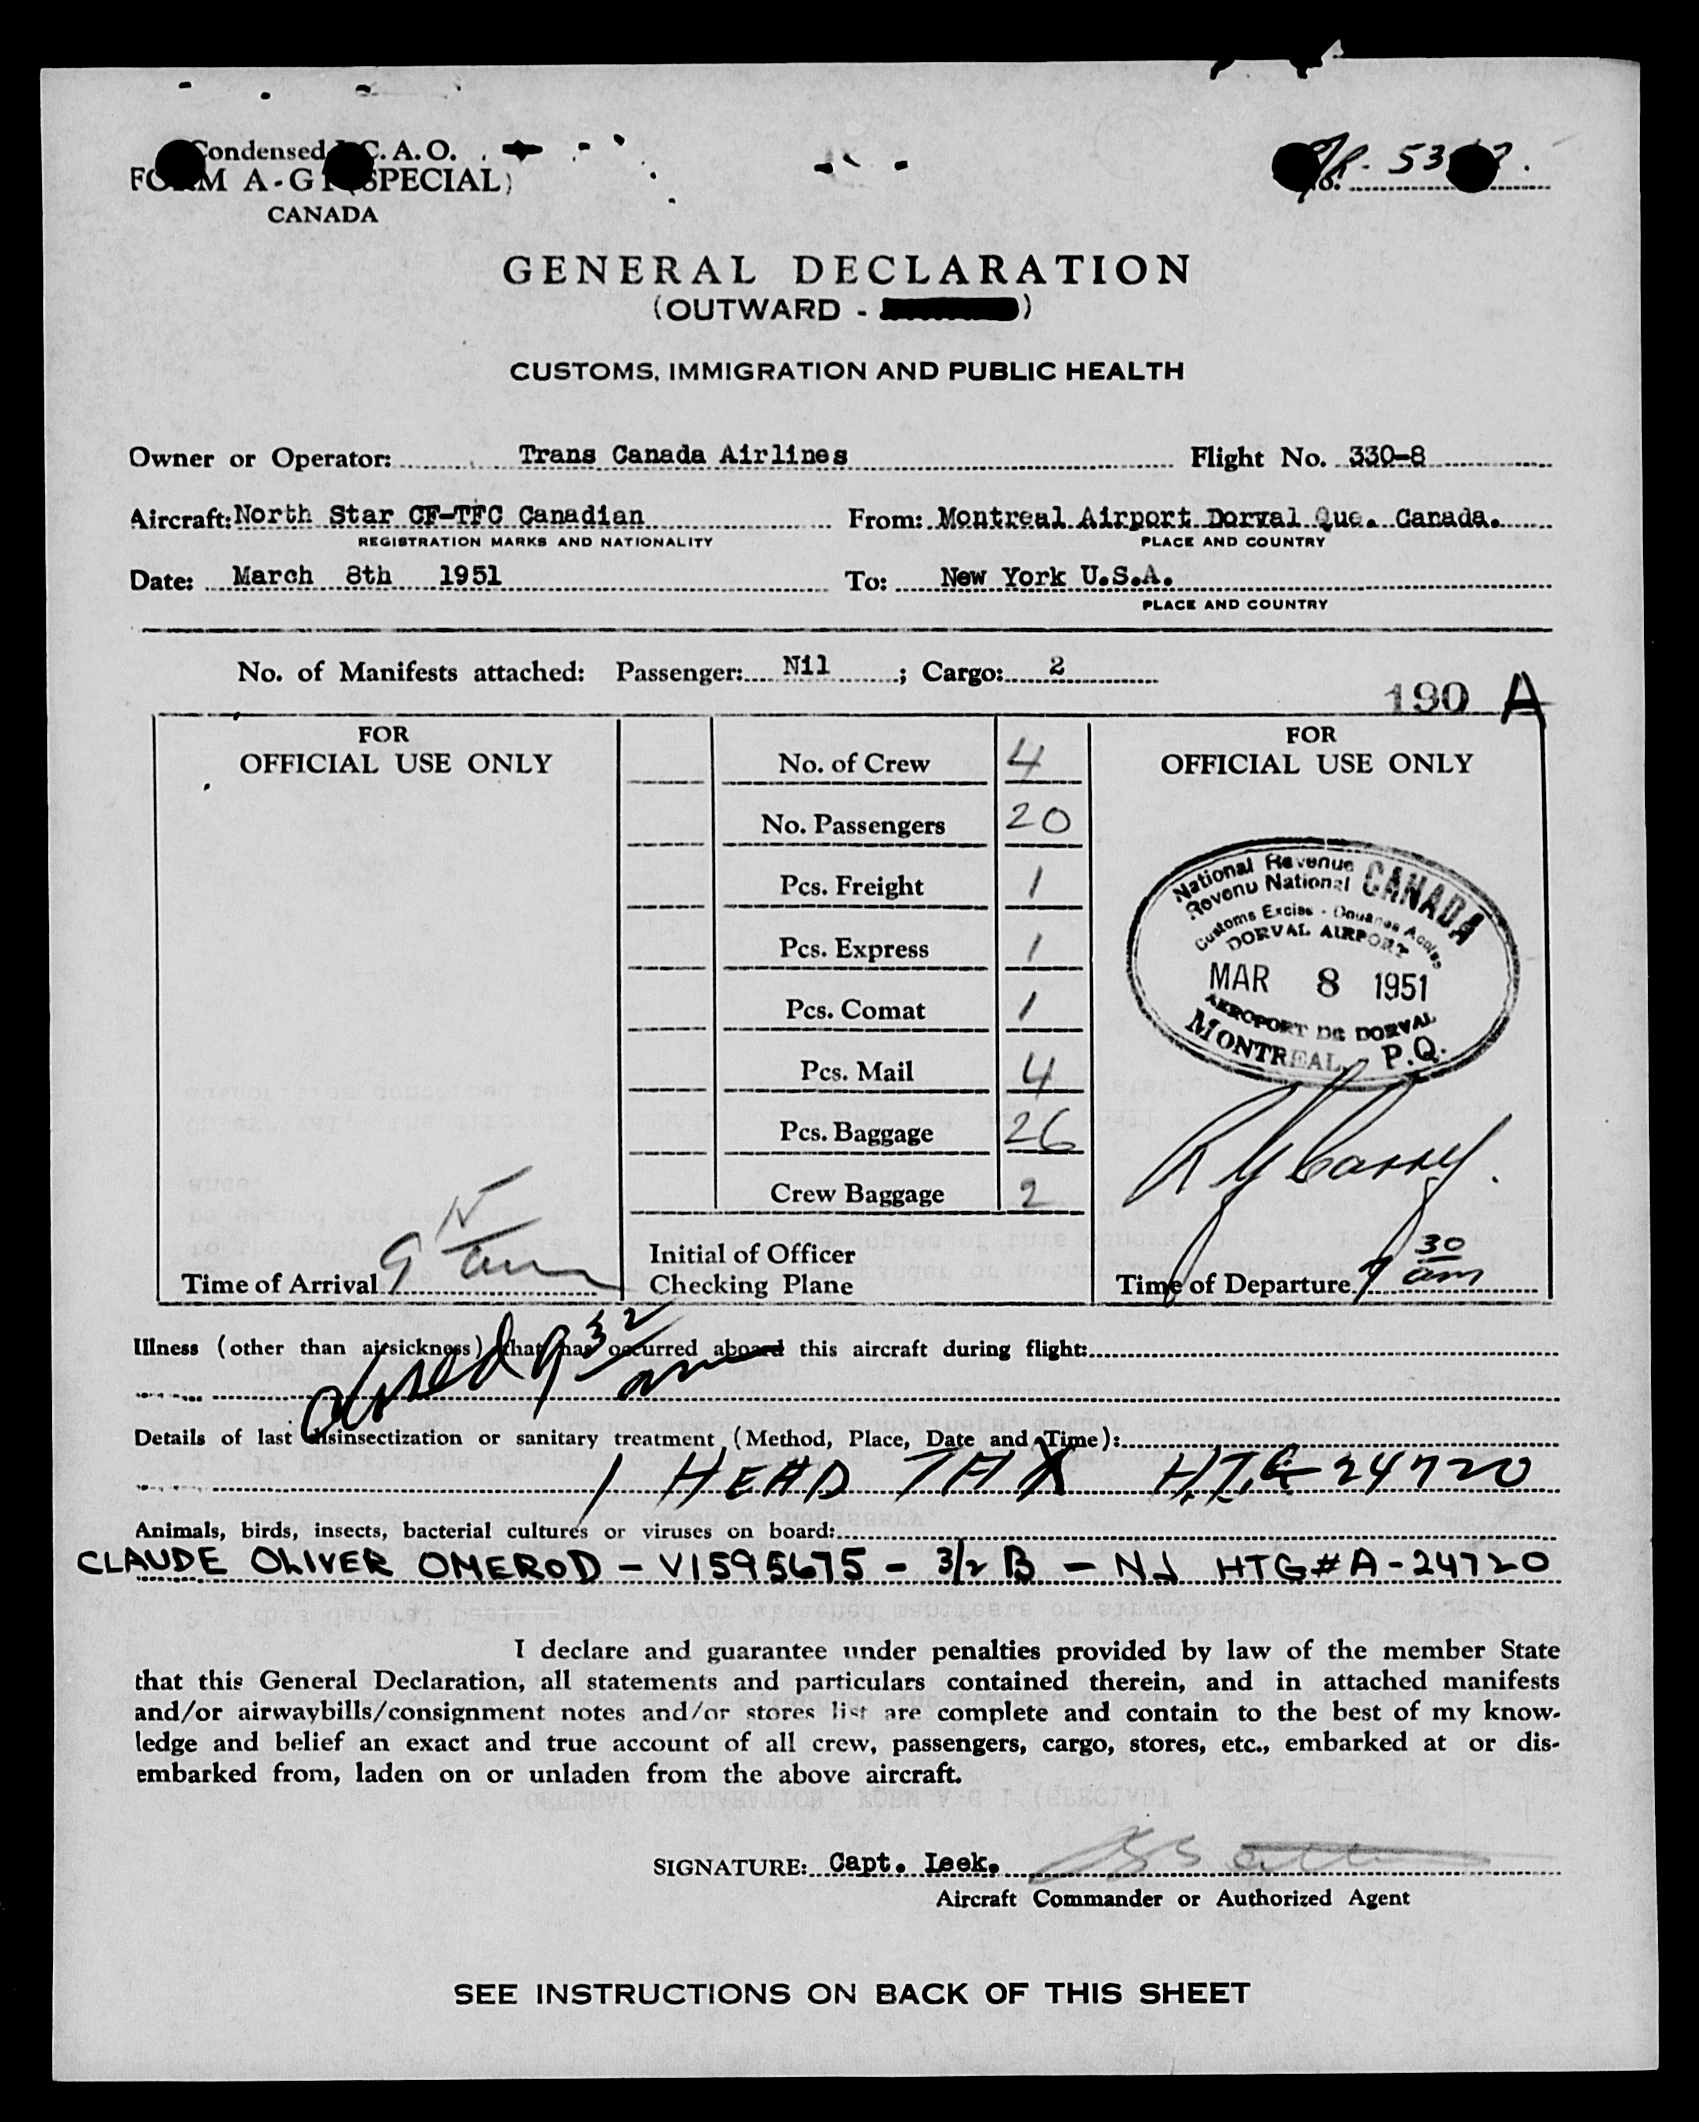 Condensed I.C.A.O.
FORM A-G1 (SPECIAL)
CANADA
No.
GENERAL DECLARATION
(OUTWARD - )
CUSTOMS, IMMIGRATION AND PUBLIC HEALTH
Owner or Operator: Trans Canada Airlines Flight No. 330-8
Aircraft: North Star CF-TFC Canadian From: Montreal Airport Dorval Que. Canada.
REGISTRATION MARKS AND NATIONALITY PLACE AND COUNTRY
Date: March 8th 1951 To: New York U.S.A.
PLACE AND COUNTRY
No. of Manifests attached: Passenger: Nil ; Cargo: 2
190 A
FOR
OFFICIAL USE ONLY
No. of Crew 4
No. Passengers 20
Pcs. Freight 1
Pcs. Express 1
Pcs. Comat 1
Pcs. Mail 4
Pcs. Baggage 26
Crew Baggage 2
Initial of Officer
Checking Plane
Time of Arrival 9
FOR
OFFICIAL USE ONLY
National Revenue
Revenu National
CANADA
Customs Excise - Douanes Accise
DORVAL AIRPORT
MAR 8 1951
AEROPORT DE DORVAL
MONTREAL, P.Q.
Time of Departure 9 30 am
Illness (other than airsickness) that has occurred aboard this aircraft during flight:
closed 9 32 am
Details of last disinsectization or sanitary treatment (Method, Place, Date and Time):
1 HEAD TAX H.T.G 24720
Animals, birds, insects, bacterial cultures or viruses on board:
CLAUDE OLIVER OMEROD - V1595675 - 3/2 B - NJ HTG# A-24720
I declare and guarantee under penalties provided by law of the member State
that this General Declaration, all statements and particulars contained therein, and in attached manifests
and/or airwaybills/consignment notes and/or stores list are complete and contain to the best of my know-
ledge and belief an exact and true account of all crew, passengers, cargo, stores, etc., embarked at or dis-
embarked from, laden on or unladen from the above aircraft.
SIGNATURE: Capt. Leek.
Aircraft Commander or Authorized Agent
SEE INSTRUCTIONS ON BACK OF THIS SHEET